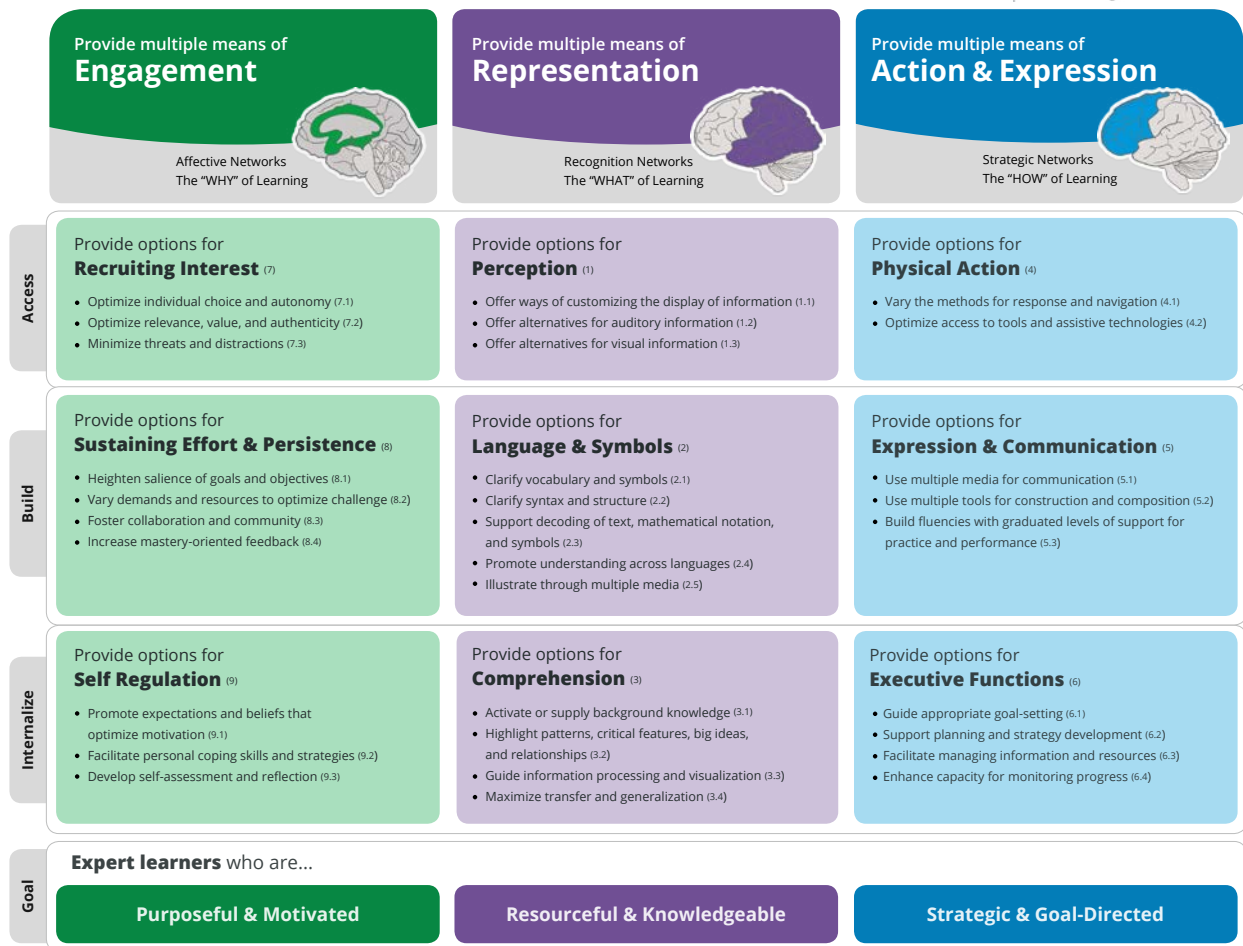 Provide multiple means of
Engagement
Affective Networks
The “WHY” of Learning
Provide multiple means of
Representation
Recognition Networks
The “WHAT” of Learning
Provide multiple means of
Action & Expression
Strategic Networks
The “HOW” of Learning
Access
Provide options for
Recruiting Interest (7)
• Optimize individual choice and autonomy (7.1)
• Optimize relevance, value, and authenticity (7.2)
• Minimize threats and distractions (7.3)
Provide options for
Perception (1)
• Offer ways of customizing the display of information (1.1)
• Offer alternatives for auditory information (1.2)
• Offer alternatives for visual information (1.3)
Provide options for
Physical Action (4)
• Vary the methods for response and navigation (4.1)
• Optimize access to tools and assistive technologies (4.2)
Build
Provide options for
Sustaining Effort & Persistence (8)
• Heighten salience of goals and objectives (8.1)
• Vary demands and resources to optimize challenge (8.2)
• Foster collaboration and community (8.3)
• Increase mastery-oriented feedback (8.4)
Provide options for
Language & Symbols (2)
• Clarify vocabulary and symbols (2.1)
• Clarify syntax and structure (2.2)
• Support decoding of text, mathematical notation,
and symbols (2.3)
• Promote understanding across languages (2.4)
• Illustrate through multiple media (2.5)
Provide options for
Expression & Communication (5)
• Use multiple media for communication (5.1)
• Use multiple tools for construction and composition (5.2)
• Build fluencies with graduated levels of support for
practice and performance (5.3)
Internalize
Provide options for
Self Regulation (9)
• Promote expectations and beliefs that
optimize motivation (9.1)
• Facilitate personal coping skills and strategies (9.2)
• Develop self-assessment and reflection (9.3)
Provide options for
Comprehension (3)
• Activate or supply background knowledge (3.1)
• Highlight patterns, critical features, big ideas,
and relationships (3.2)
• Guide information processing and visualization (3.3)
• Maximize transfer and generalization (3.4)
Provide options for
Executive Functions (6)
• Guide appropriate goal-setting (6.1)
• Support planning and strategy development (6.2)
• Facilitate managing information and resources (6.3)
• Enhance capacity for monitoring progress (6.4)
Goal
Expert learners who are...
Purposeful & Motivated
Resourceful & Knowledgeable
Strategic & Goal-Directed